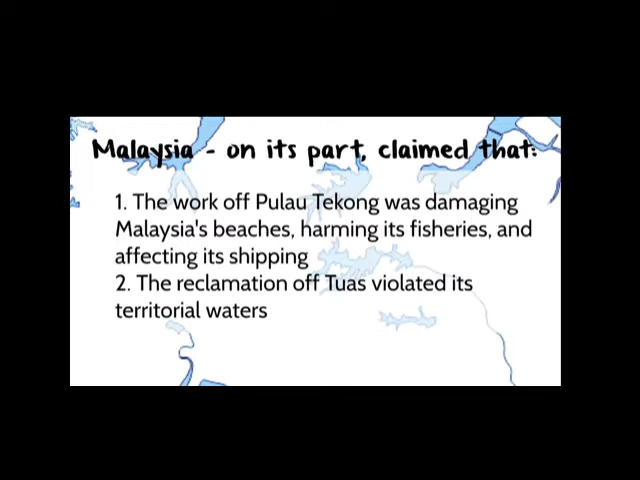 Malaysia - on its part, claimed that:
1. The work off Pulau Tekong was damaging
Malaysia's beaches, harming its fisheries, and
affecting its shipping
2. The reclamation off Tuas violated its
territorial waters